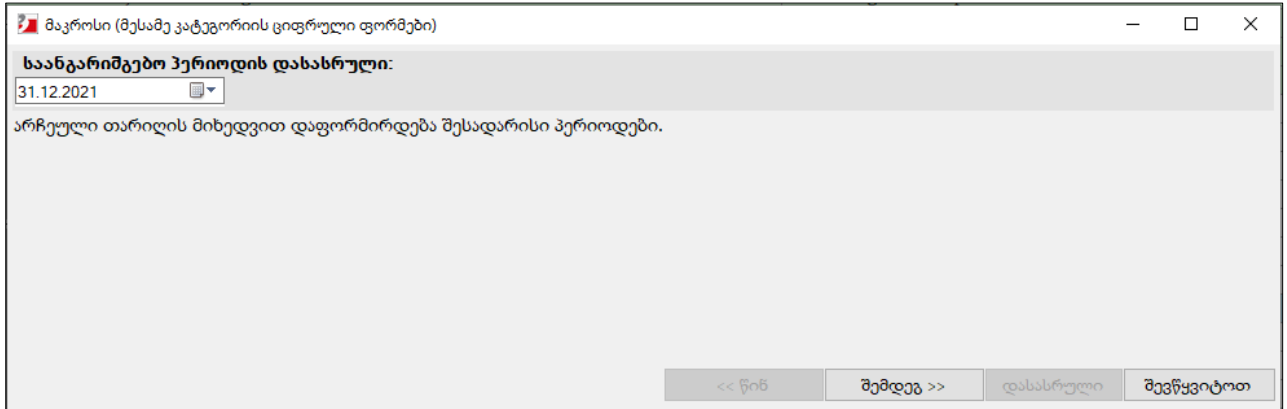 მაკროსი (მესამე კატეგორიის ციფრული ფორმები)
საანგარიშგებო პერიოდის დასასრული:
31.12.2021
არჩეული თარიღის მიხედვით დაფორმირდება შესადარისი პერიოდები.
<< წინ შემდეგ >> დასასრული შევწყვიტოთ